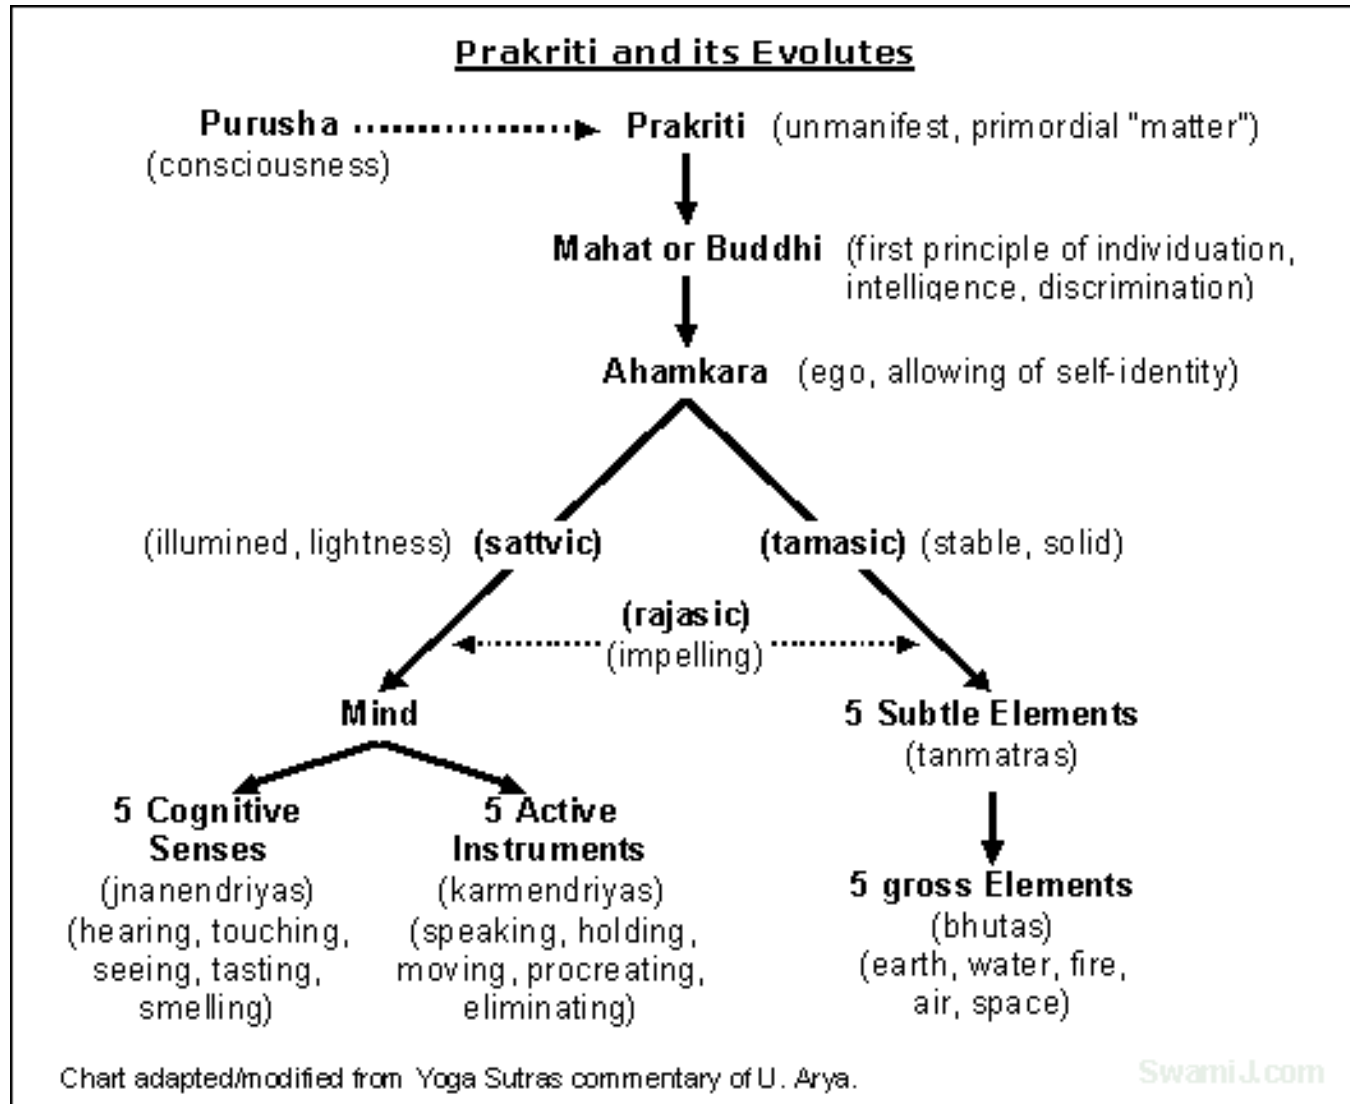 Prakriti and its Evolutes
Purusha
(consciousness)
Prakriti (unmanifest, primordial "matter")
Mahat or Buddhi (first principle of individuation,
intelligence, discrimination)
Ahamkara (ego, allowing of self-identity)
(illumined, lightness) (sattvic)
(tamasic) (stable, solid)
(rajasic)
(impelling)
Mind
5 Cognitive
Senses
(jnanendriyas)
(hearing, touching,
seeing, tasting,
smelling)
5 Active
Instruments
(karmendriyas)
(speaking, holding,
moving, procreating,
eliminating)
5 Subtle Elements
(tanmatras)
5 gross Elements
(bhutas)
(earth, water, fire,
air, space)
Chart adapted/modified from Yoga Sutras commentary of U. Arya.
SwamiJ.com